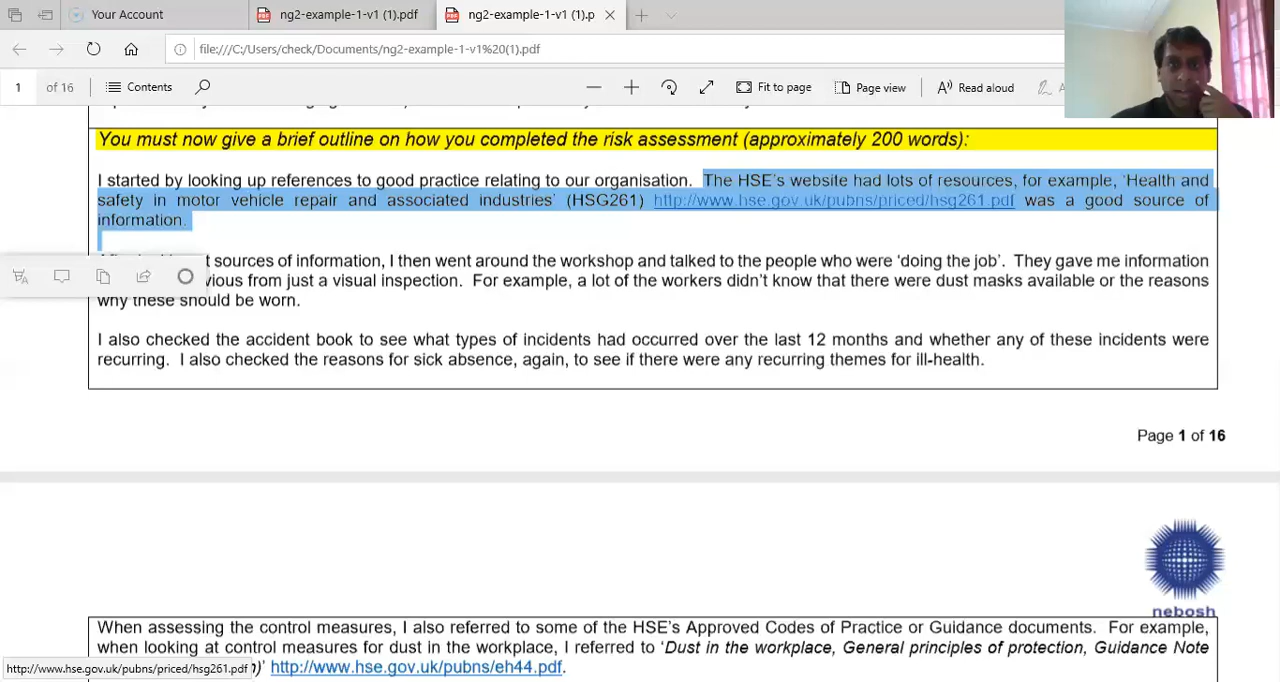 Your Account
ng2-example-1-v1 (1).pdf
ng2-example-1-v1 (1).p
file:///C:/Users/check/Documents/ng2-example-1-v1%20(1).pdf
1 of 16
Contents
Fit to page
Page view
Read aloud
You must now give a brief outline on how you completed the risk assessment (approximately 200 words):
I started by looking up references to good practice relating to our organisation. The HSE's website had lots of resources, for example, 'Health and
safety in motor vehicle repair and associated industries' (HSG261) http://www.hse.gov.uk/pubns/priced/hsg261.pdf was a good source of
information.
sources of information, I then went around the workshop and talked to the people who were 'doing the job'. They gave me information
from just a visual inspection. For example, a lot of the workers didn't know that there were dust masks available or the reasons
why these should be worn.
I also checked the accident book to see what types of incidents had occurred over the last 12 months and whether any of these incidents were
recurring. I also checked the reasons for sick absence, again, to see if there were any recurring themes for ill-health.
Page 1 of 16
nebosh
When assessing the control measures, I also referred to some of the HSE's Approved Codes of Practice or Guidance documents. For example,
when looking at control measures for dust in the workplace, I referred to 'Dust in the workplace, General principles of protection, Guidance Note
http://www.hse.gov.uk/pubns/eh44.pdf.
http://www.hse.gov.uk/pubns/priced/hsg261.pdf